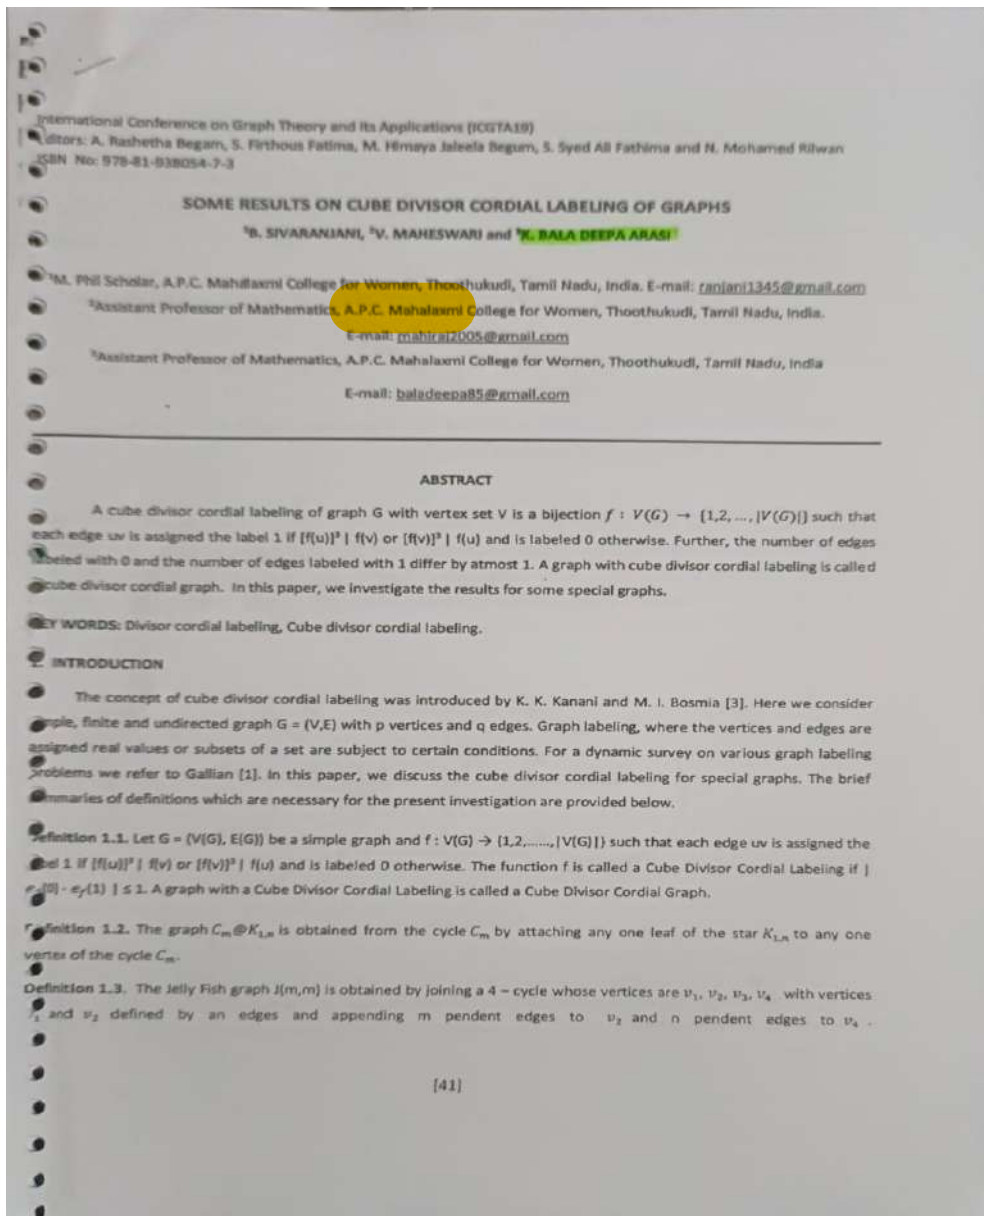 International Conference on Graph Theory and Its Applications (ICGTA19)
ditors: A. Rashetha Begam, S. Firthous Fatima, M. Himaya Jaleela Begum, S. Syed Ali Fathima and N. Mohamed Rilwan
ISBN No: 978-81-938054-7-3
SOME RESULTS ON CUBE DIVISOR CORDIAL LABELING OF GRAPHS
¹B. SIVARANJANI, ²V. MAHESWARI and ³K. BALA DEEPA ARASI
¹M. Phil Scholar, A.P.C. Mahalaxmi College for Women, Thoothukudi, Tamil Nadu, India. E-mail: ranjani1345@gmail.com
²Assistant Professor of Mathematics, A.P.C. Mahalaxmi College for Women, Thoothukudi, Tamil Nadu, India.
E-mail: mahiraj2005@gmail.com
³Assistant Professor of Mathematics, A.P.C. Mahalaxmi College for Women, Thoothukudi, Tamil Nadu, India
E-mail: baladeepa85@gmail.com
ABSTRACT
A cube divisor cordial labeling of graph G with vertex set V is a bijection f : V(G) → {1,2, ..., |V(G)|} such that
each edge uv is assigned the label 1 if [f(u)]³ | f(v) or [f(v)]³ | f(u) and is labeled 0 otherwise. Further, the number of edges
labeled with 0 and the number of edges labeled with 1 differ by atmost 1. A graph with cube divisor cordial labeling is called
cube divisor cordial graph. In this paper, we investigate the results for some special graphs.
KEY WORDS: Divisor cordial labeling, Cube divisor cordial labeling.
INTRODUCTION
The concept of cube divisor cordial labeling was introduced by K. K. Kanani and M. I. Bosmia [3]. Here we consider
simple, finite and undirected graph G = (V,E) with p vertices and q edges. Graph labeling, where the vertices and edges are
assigned real values or subsets of a set are subject to certain conditions. For a dynamic survey on various graph labeling
problems we refer to Gallian [1]. In this paper, we discuss the cube divisor cordial labeling for special graphs. The brief
summaries of definitions which are necessary for the present investigation are provided below.
Definition 1.1. Let G = (V(G), E(G)) be a simple graph and f : V(G) → {1,2,......,|V(G)|} such that each edge uv is assigned the
label 1 if [f(u)]³ | f(v) or [f(v)]³ | f(u) and is labeled 0 otherwise. The function f is called a Cube Divisor Cordial Labeling if |
(0) - e_f(1) | ≤ 1. A graph with a Cube Divisor Cordial Labeling is called a Cube Divisor Cordial Graph.
Definition 1.2. The graph C_m@K_{1,n} is obtained from the cycle C_m by attaching any one leaf of the star K_{1,n} to any one
vertex of the cycle C_m.
Definition 1.3. The Jelly Fish graph J(m,m) is obtained by joining a 4 – cycle whose vertices are v₁, v₂, v₃, v₄ with vertices
and v₂ defined by an edges and appending m pendent edges to v₂ and n pendent edges to v₄ .
[41]